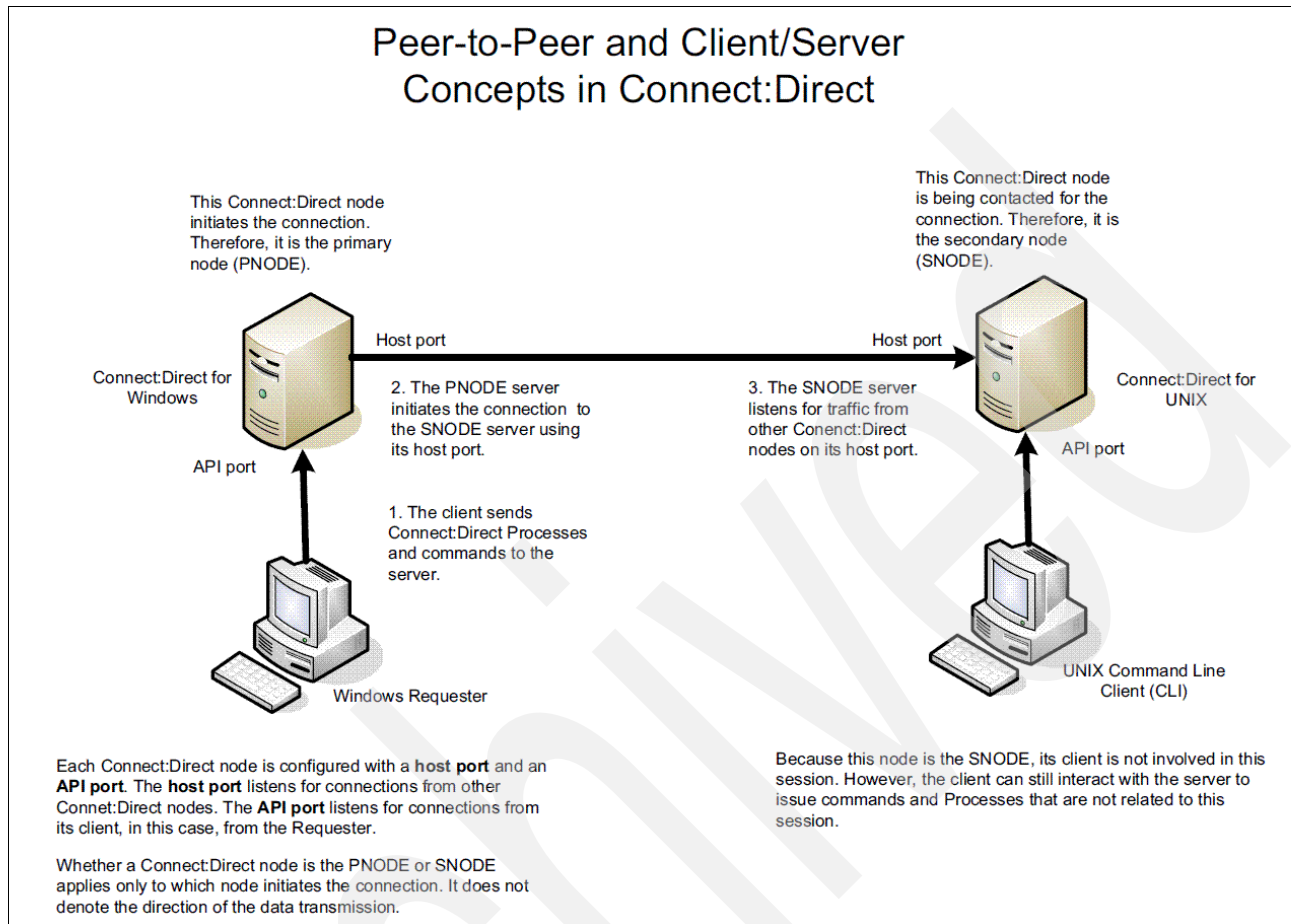 Peer-to-Peer and Client/Server
Concepts in Connect:Direct
This Connect:Direct node
initiates the connection.
Therefore, it is the primary
node (PNODE).
This Connect:Direct node
is being contacted for the
connection. Therefore, it is
the secondary node
(SNODE).
Host port
Host port
Connect:Direct for
Windows
Connect:Direct for
UNIX
2. The PNODE server
initiates the connection to
the SNODE server using
its host port.
3. The SNODE server
listens for traffic from
other Conenct:Direct
nodes on its host port.
API port
API port
1. The client sends
Connect:Direct Processes
and commands to the
server.
Windows Requester
UNIX Command Line
Client (CLI)
Each Connect:Direct node is configured with a host port and an
API port. The host port listens for connections from other
Connet:Direct nodes. The API port listens for connections from
its client, in this case, from the Requester.
Whether a Connect:Direct node is the PNODE or SNODE
applies only to which node initiates the connection. It does not
denote the direction of the data transmission.
Because this node is the SNODE, its client is not involved in this
session. However, the client can still interact with the server to
issue commands and Processes that are not related to this
session.
hived